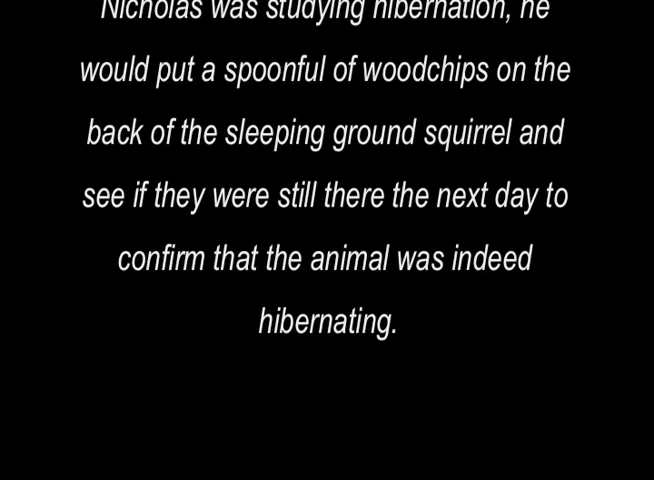 Nicholas was studying hibernation, he
would put a spoonful of woodchips on the
back of the sleeping ground squirrel and
see if they were still there the next day to
confirm that the animal was indeed
hibernating.